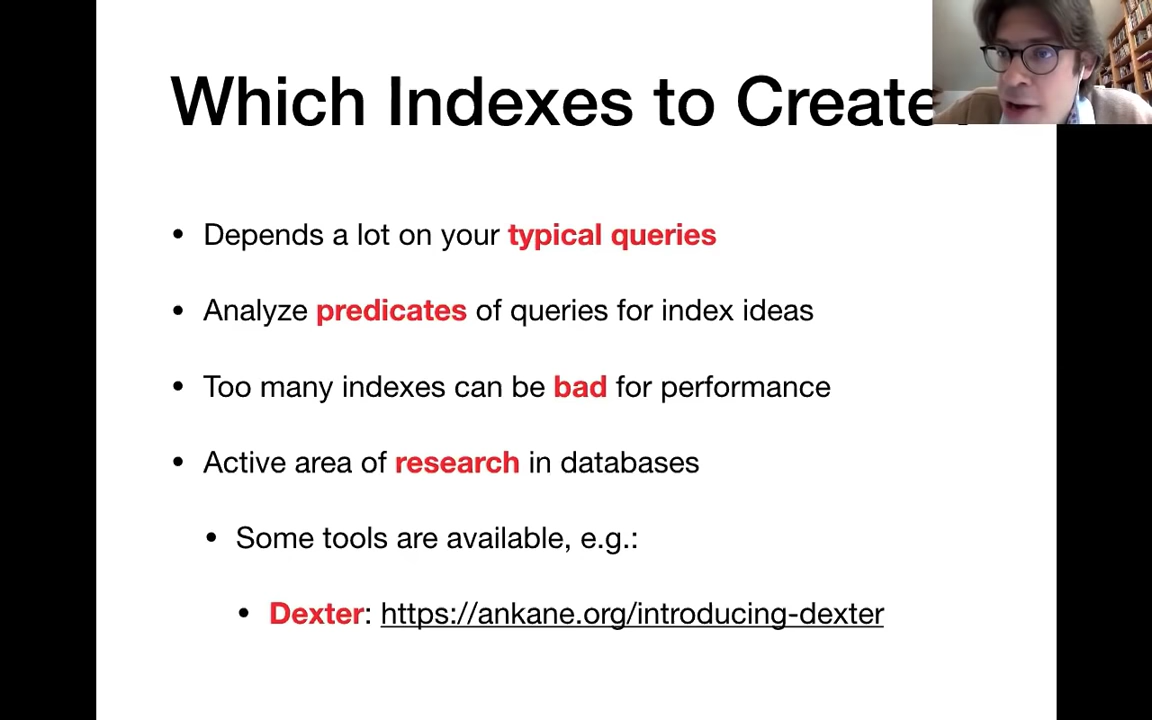 Which Indexes to Create
• Depends a lot on your typical queries
• Analyze predicates of queries for index ideas
• Too many indexes can be bad for performance
• Active area of research in databases
• Some tools are available, e.g.:
• Dexter: https://ankane.org/introducing-dexter